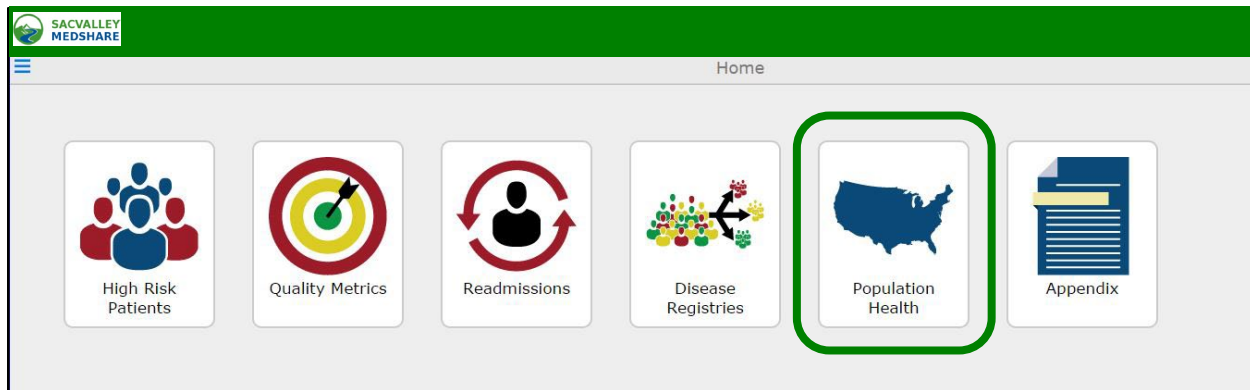 SACVALLEY
MEDSHARE
Home
High Risk
Patients
Quality Metrics
Readmissions
Disease
Registries
Population
Health
Appendix